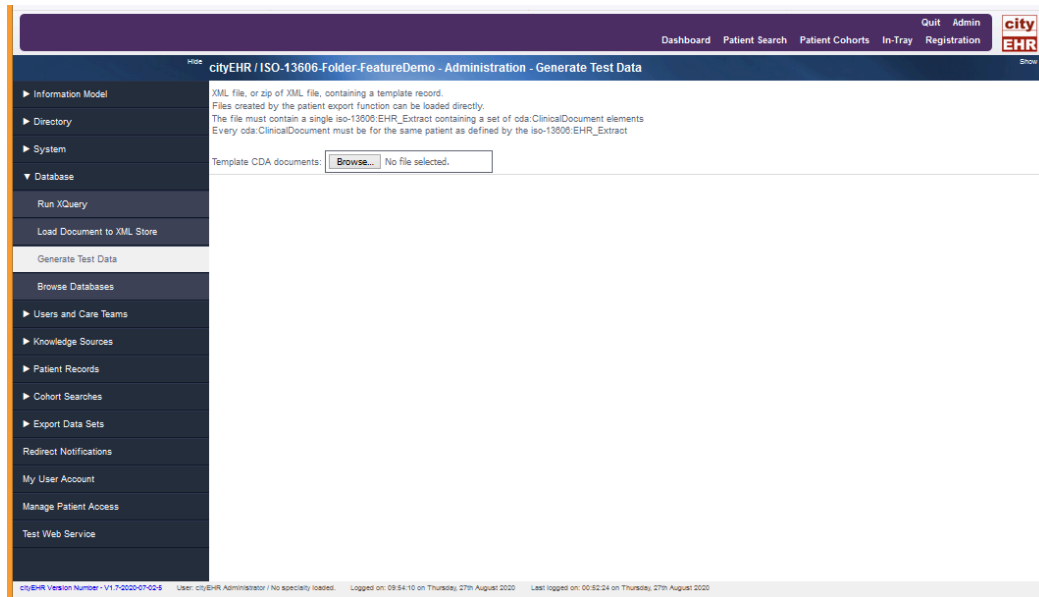 Quit Admin
Dashboard Patient Search Patient Cohorts In-Tray Registration
city
EHR
Hide
cityEHR / ISO-13606-Folder-FeatureDemo - Administration - Generate Test Data
Show
▶ Information Model
▶ Directory
▶ System
▼ Database
Run XQuery
Load Document to XML Store
Generate Test Data
Browse Databases
▶ Users and Care Teams
▶ Knowledge Sources
▶ Patient Records
▶ Cohort Searches
▶ Export Data Sets
Redirect Notifications
My User Account
Manage Patient Access
Test Web Service
XML file, or zip of XML file, containing a template record.
Files created by the patient export function can be loaded directly.
The file must contain a single iso-13606:EHR_Extract containing a set of cda:ClinicalDocument elements
Every cda:ClinicalDocument must be for the same patient as defined by the iso-13606:EHR_Extract
Template CDA documents: Browse... No file selected.
cityEHR Version Number - V1.7-2020-07-02-5 User: cityEHR Administrator / No specialty loaded. Logged on: 09:54:10 on Thursday, 27th August 2020 Last logged on: 00:52:24 on Thursday, 27th August 2020